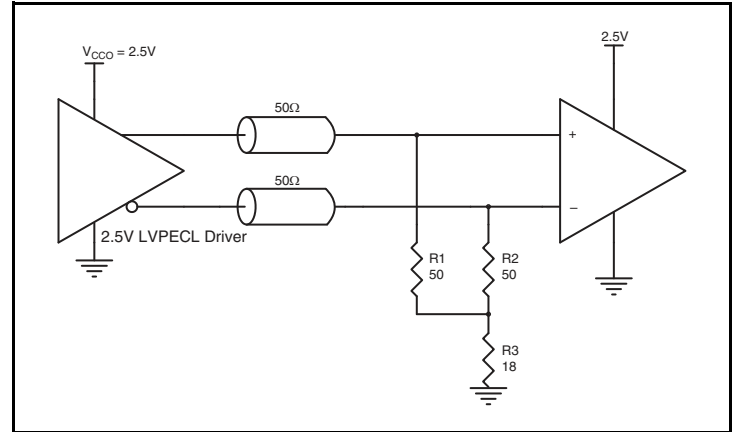 V_CCO = 2.5V
2.5V
50Ω
+
50Ω
–
2.5V LVPECL Driver
R1
50
R2
50
R3
18